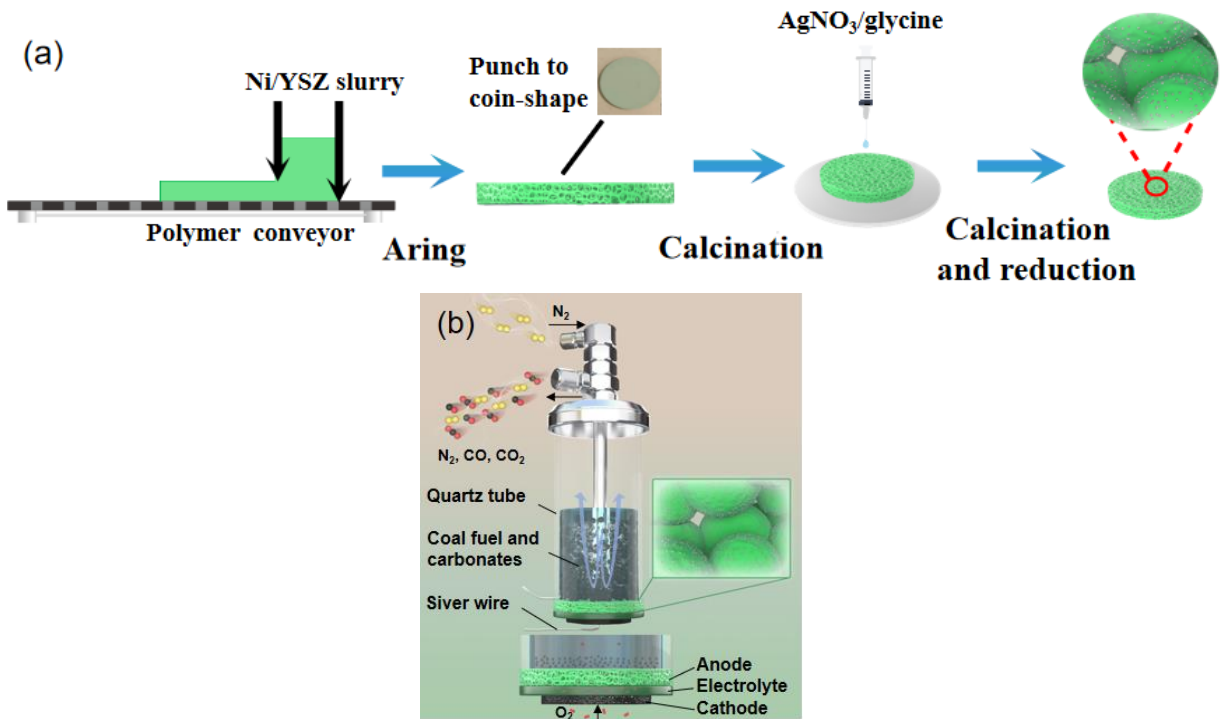 (a)
Ni/YSZ slurry
Polymer conveyor
Aring
Punch to
coin-shape
Calcination
AgNO₃/glycine
Calcination
and reduction
(b)
N₂
N₂, CO, CO₂
Quartz tube
Coal fuel and
carbonates
Siver wire
Anode
Electrolyte
Cathode
O₂